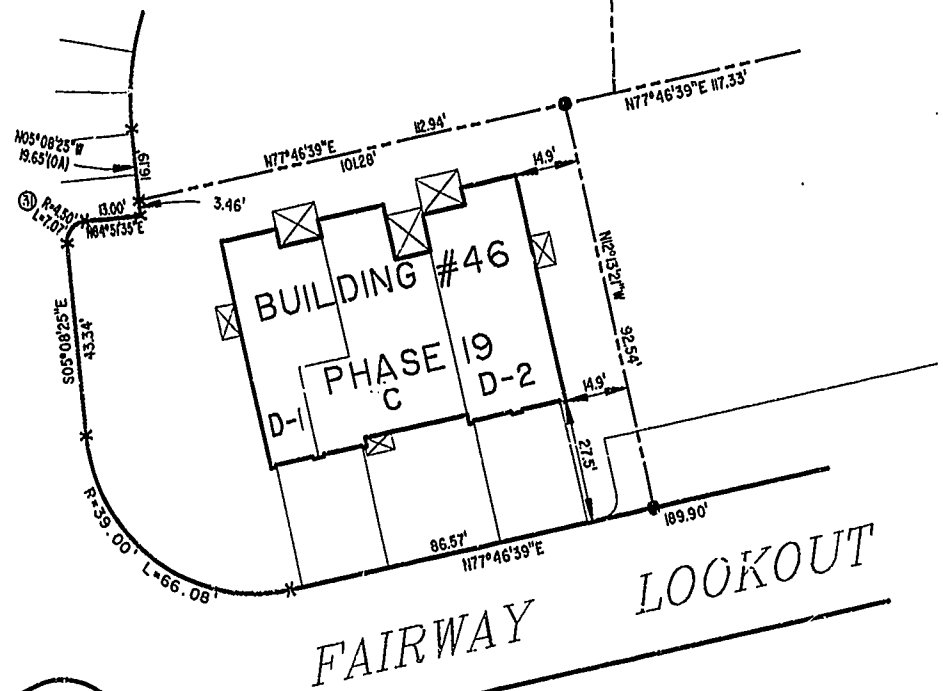 N77°46'39"E 117.33'
112.94'
N77°46'39"E
101.28'
14.9'
N05°08'25"W
19.65'(OA)
16.19'
31
R=4.50'
L=7.07'
13.00'
N84°51'35"E
3.46'
N12°13'21"W
92.54'
BUILDING #46
PHASE 19
D-1
C
D-2
S05°08'25"E
43.34'
14.9'
27.5'
R=39.00'
L=66.08'
86.57'
N77°46'39"E
189.90'
FAIRWAY LOOKOUT